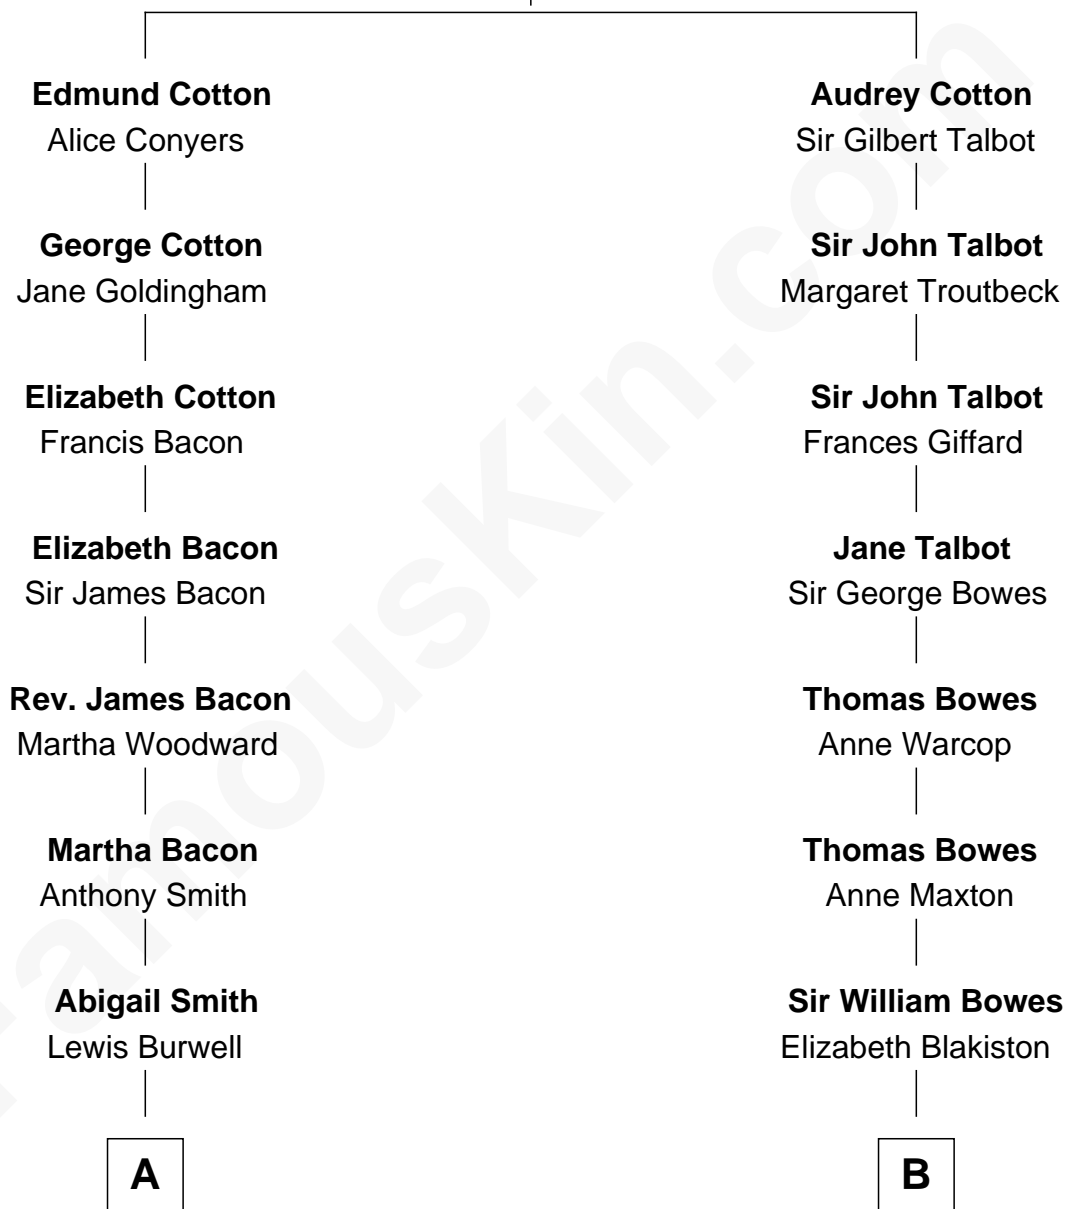 Edmund Cotton
Alice Conyers
George Cotton
Jane Goldingham
Elizabeth Cotton
Francis Bacon
Elizabeth Bacon
Sir James Bacon
Rev. James Bacon
Martha Woodward
Martha Bacon
Anthony Smith
Abigail Smith
Lewis Burwell
A
Audrey Cotton
Sir Gilbert Talbot
Sir John Talbot
Margaret Troutbeck
Sir John Talbot
Frances Giffard
Jane Talbot
Sir George Bowes
Thomas Bowes
Anne Warcop
Thomas Bowes
Anne Maxton
Sir William Bowes
Elizabeth Blakiston
B
FamousKin.com